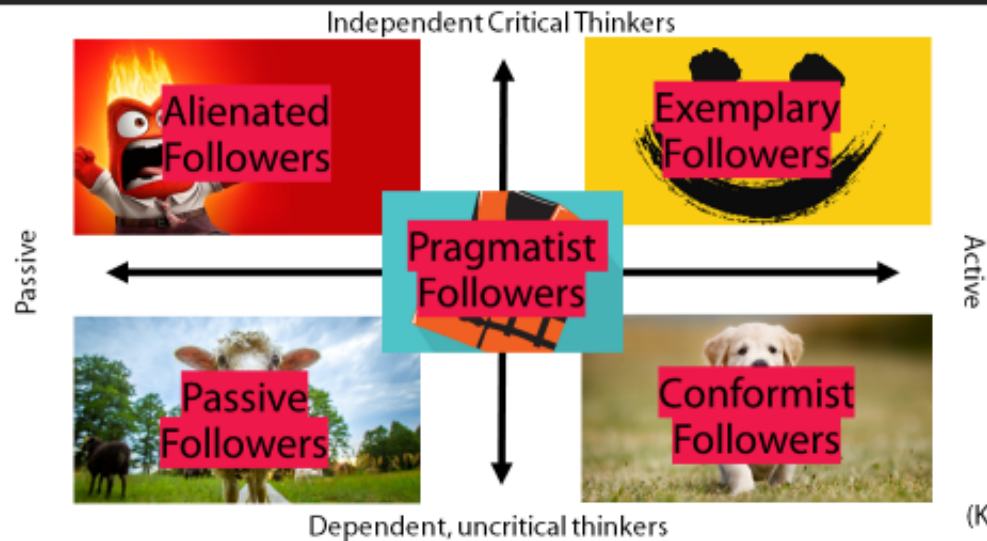 Independent Critical Thinkers
Alienated
Followers
Exemplary
Followers
Passive
Pragmatist
Followers
Active
Passive
Followers
Conformist
Followers
Dependent, uncritical thinkers
(K